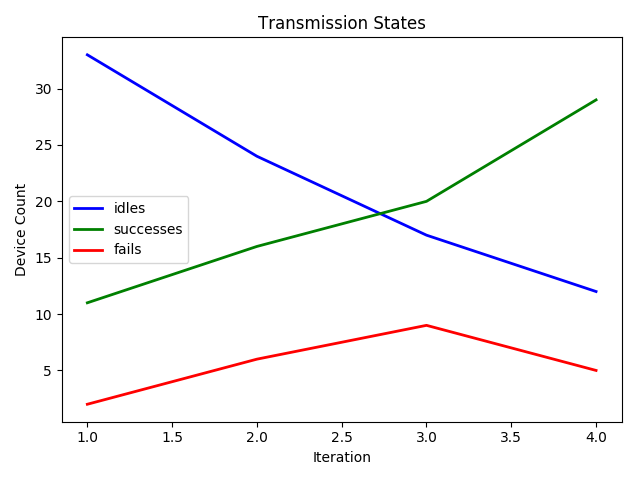 Transmission States
Device Count
30
25
20
15
10
5
idles
successes
fails
1.0 1.5 2.0 2.5 3.0 3.5 4.0
Iteration